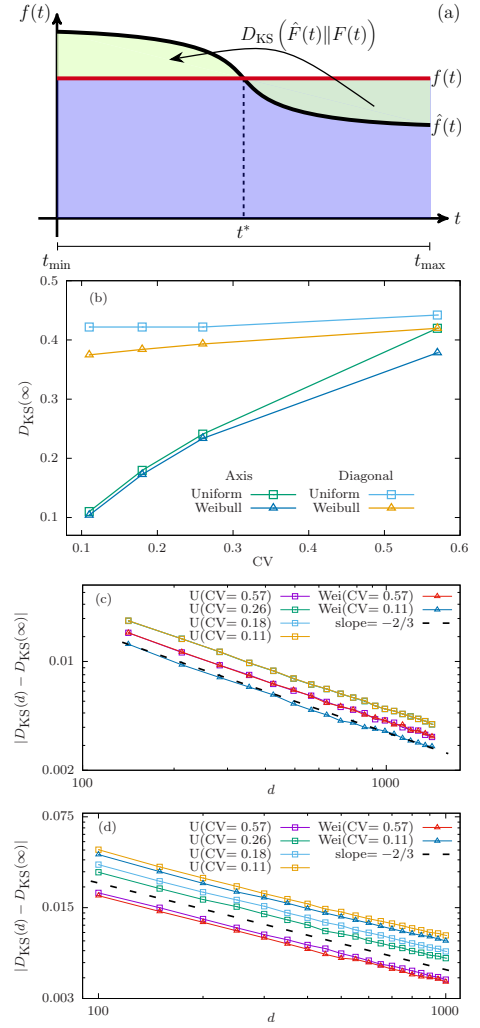 f(t)
(a)
D_KS (F̂(t)‖F(t))
f(t)
f̂(t)
t* t
t_min t_max
(b)
0.5
0.4
0.3
0.2
0.1
D_KS(∞)
Axis Diagonal
Uniform Uniform
Weibull Weibull
0.1 0.2 0.3 0.4 0.5 0.6
CV
(c)
U(CV= 0.57) Wei(CV= 0.57)
U(CV= 0.26) Wei(CV= 0.11)
U(CV= 0.18) slope= −2/3
U(CV= 0.11)
0.01
0.002
|D_KS(d) − D_KS(∞)|
100 1000
d
(d)
U(CV= 0.57) Wei(CV= 0.57)
U(CV= 0.26) Wei(CV= 0.11)
U(CV= 0.18) slope= −2/3
U(CV= 0.11)
0.075
0.015
0.003
|D_KS(d) − D_KS(∞)|
100 d 1000